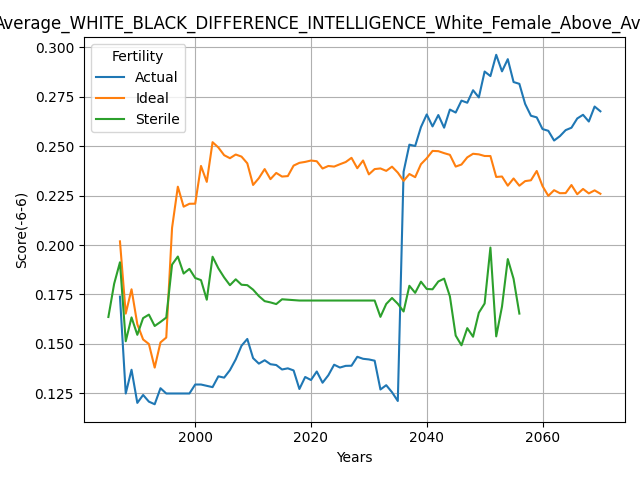 Average_WHITE_BLACK_DIFFERENCE_INTELLIGENCE_White_Female_Above_Av
Fertility
Actual
Ideal
Sterile
Score(-6-6)
0.300
0.275
0.250
0.225
0.200
0.175
0.150
0.125
2000 2020 2040 2060
Years